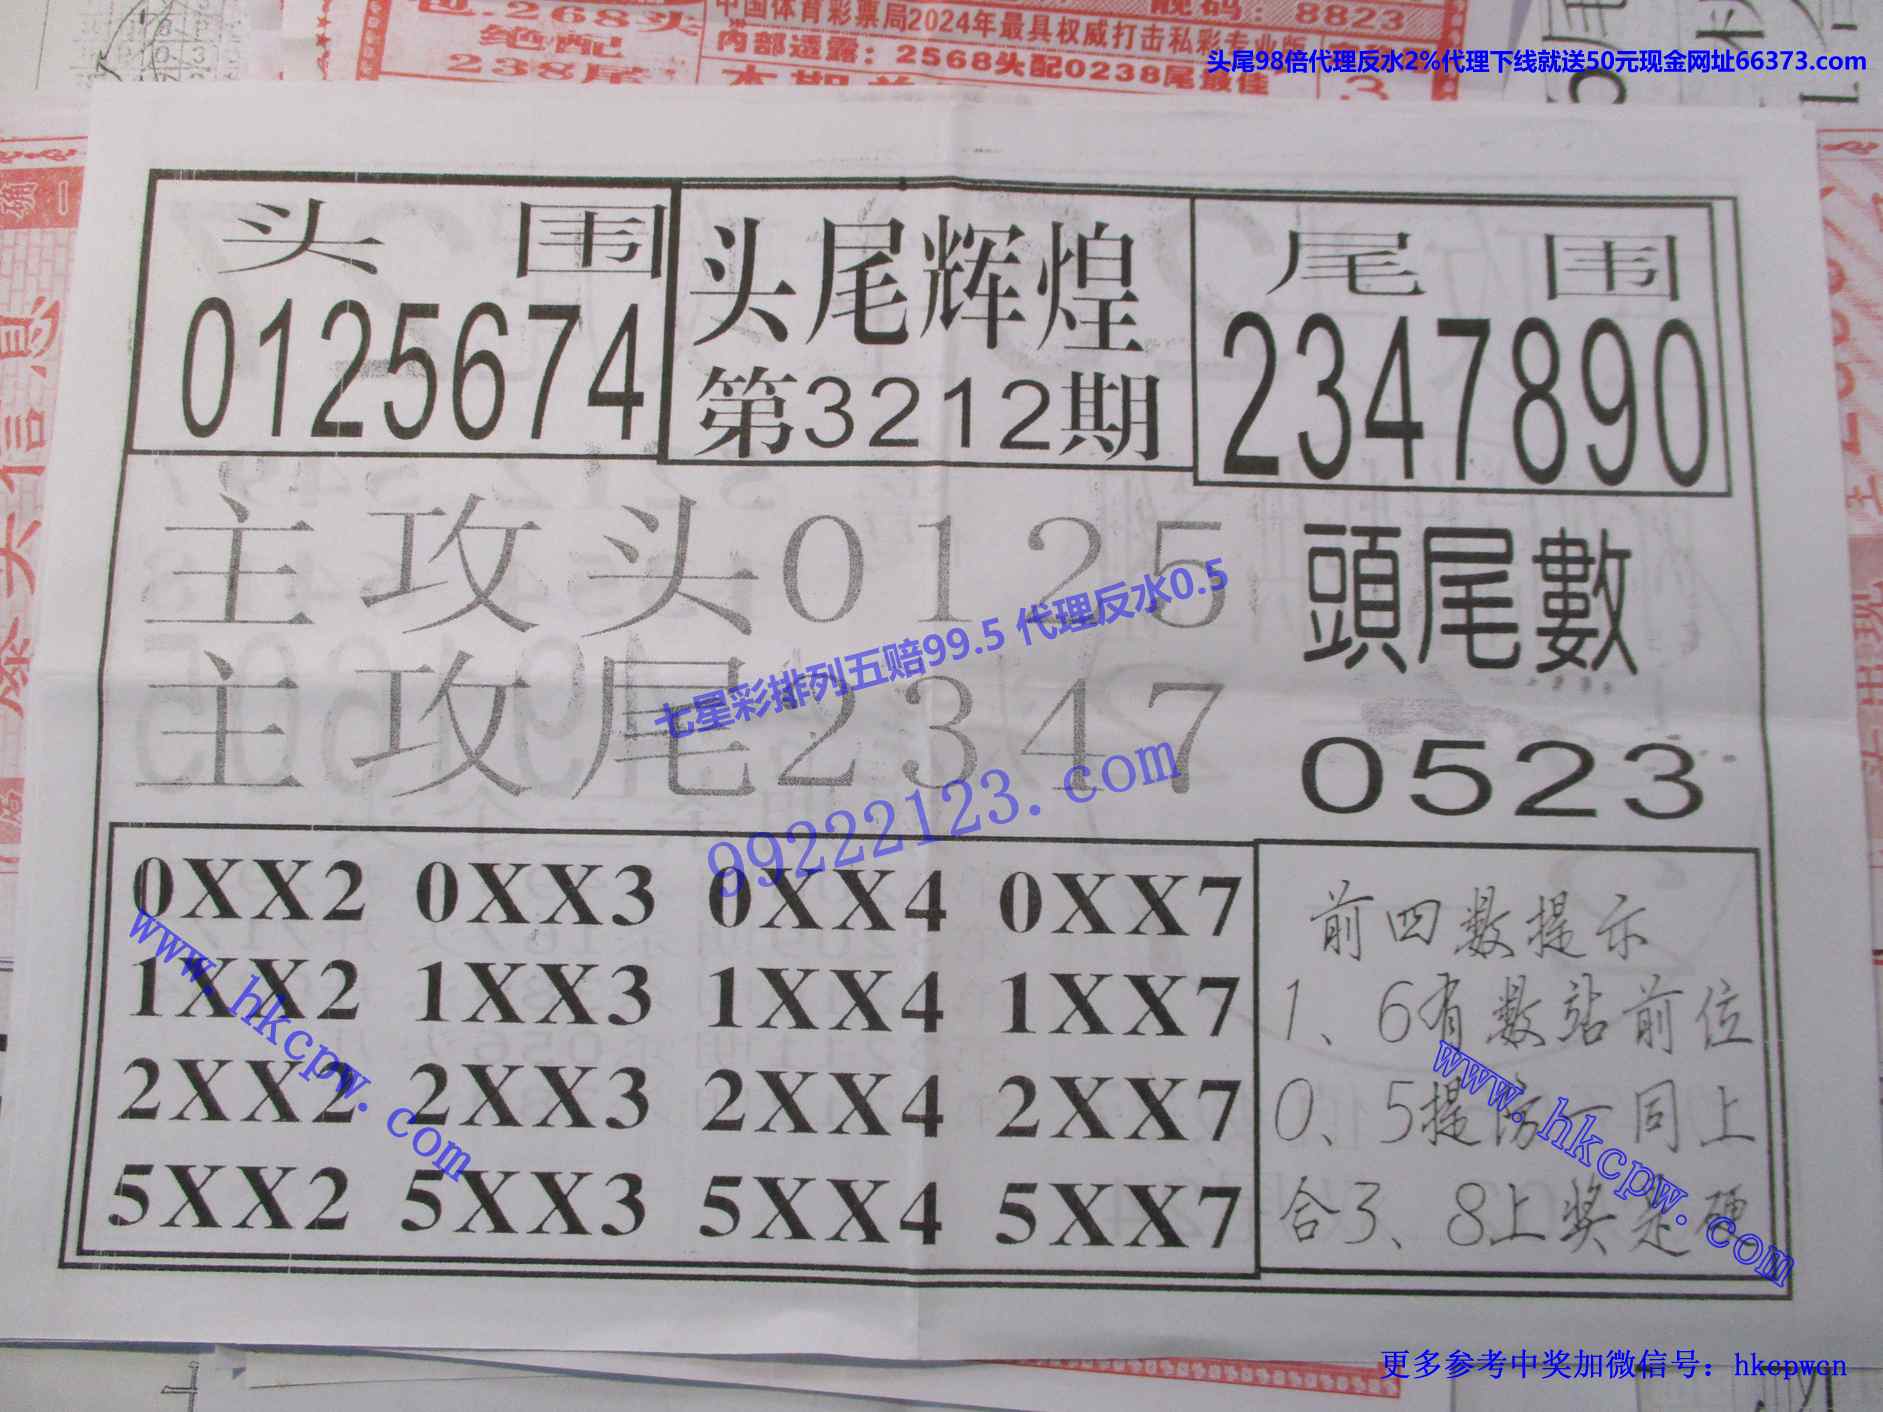 包.268头
绝配
238尾
靓码: 8823
中国体育彩票局2024年最具权威打击私彩专业版
内部透露: 2568头配0238尾最佳
头尾98倍代理反水2%代理下线就送50元现金网址66373.com
头围
0125674
头尾辉煌
第3212期
尾围
2347890
主攻头0125
主攻尾2347
頭尾數
0523
七星彩排列五赔99.5 代理反水0.5
99222123.com
0XX2 0XX3 0XX4 0XX7
1XX2 1XX3 1XX4 1XX7
2XX2 2XX3 2XX4 2XX7
5XX2 5XX3 5XX4 5XX7
www.hkcpw.com
前四数提示
1、6有数站前位
0、5提防一同上
合3、8上奖是硬
www.hkcpw.com
更多参考中奖加微信号：hkcpwcn